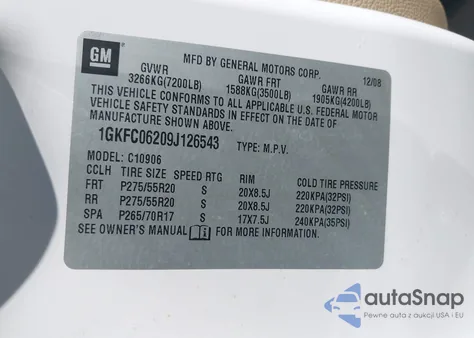 GM
MFD BY GENERAL MOTORS CORP. 12/08
GVWR GAWR FRT GAWR RR
3266KG(7200LB) 1588KG(3500LB) 1905KG(4200LB)
THIS VEHICLE CONFORMS TO ALL APPLICABLE U.S. FEDERAL MOTOR
VEHICLE SAFETY STANDARDS IN EFFECT ON THE DATE OF
MANUFACTURE SHOWN ABOVE.
1GKFC06209J126543 TYPE: M.P.V.
MODEL: C10906
CCLH TIRE SIZE SPEED RTG RIM COLD TIRE PRESSURE
FRT P275/55R20 S 20X8.5J 220KPA(32PSI)
RR P275/55R20 S 20X8.5J 220KPA(32PSI)
SPA P265/70R17 S 17X7.5J 240KPA(35PSI)
SEE OWNER'S MANUAL FOR MORE INFORMATION.
autoSnap
Pewne auta z aukcji USA i EU